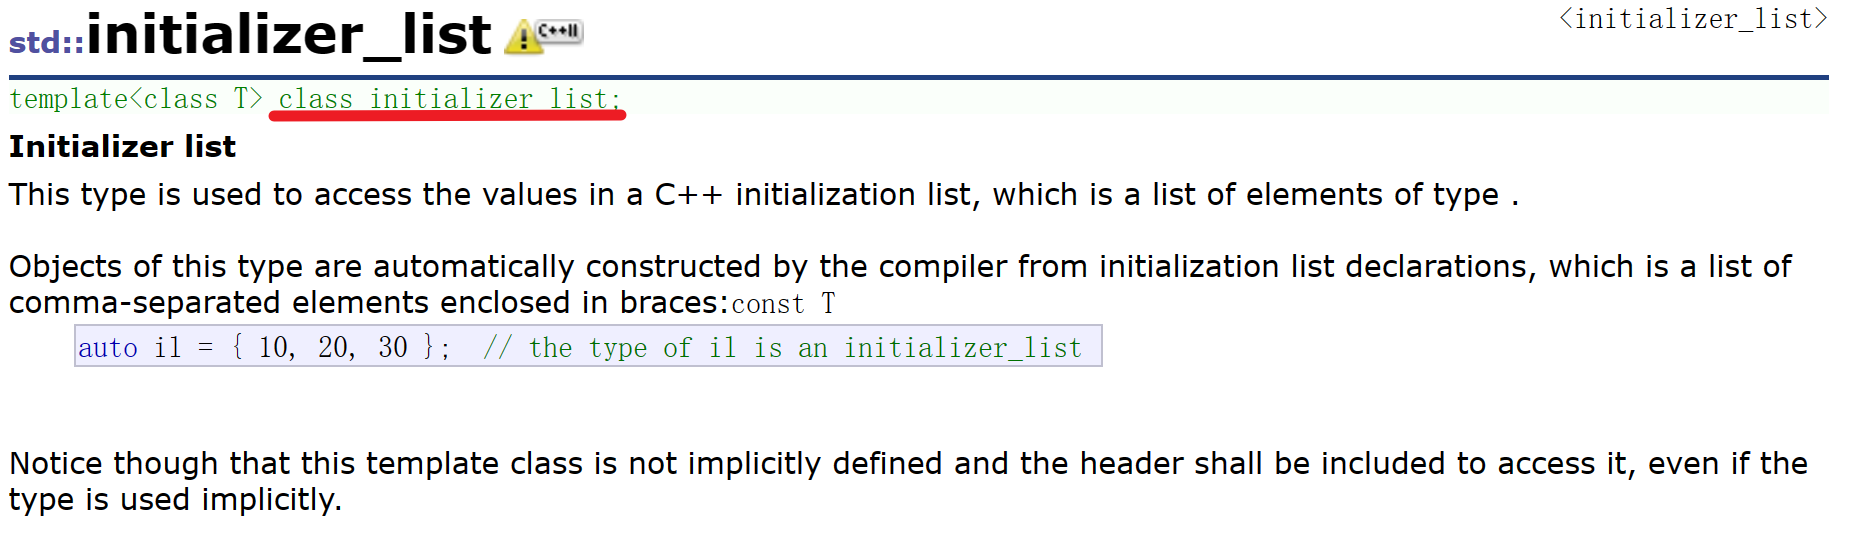 std::initializer_list C++11
<initializer_list>
template<class T> class initializer_list;
Initializer list
This type is used to access the values in a C++ initialization list, which is a list of elements of type .
Objects of this type are automatically constructed by the compiler from initialization list declarations, which is a list of
comma-separated elements enclosed in braces:const T
auto il = { 10, 20, 30 };  // the type of il is an initializer_list
Notice though that this template class is not implicitly defined and the header shall be included to access it, even if the
type is used implicitly.